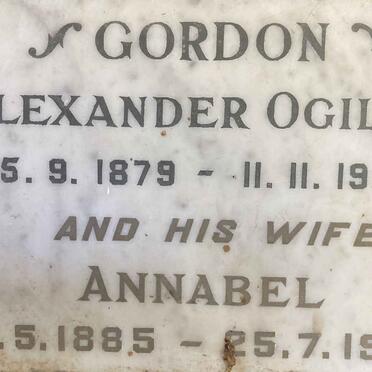 GORDON
LEXANDER OGIL
5. 9. 1879 - 11. 11. 19
AND HIS WIFE
ANNABEL
. 5. 1885 - 25. 7. 19